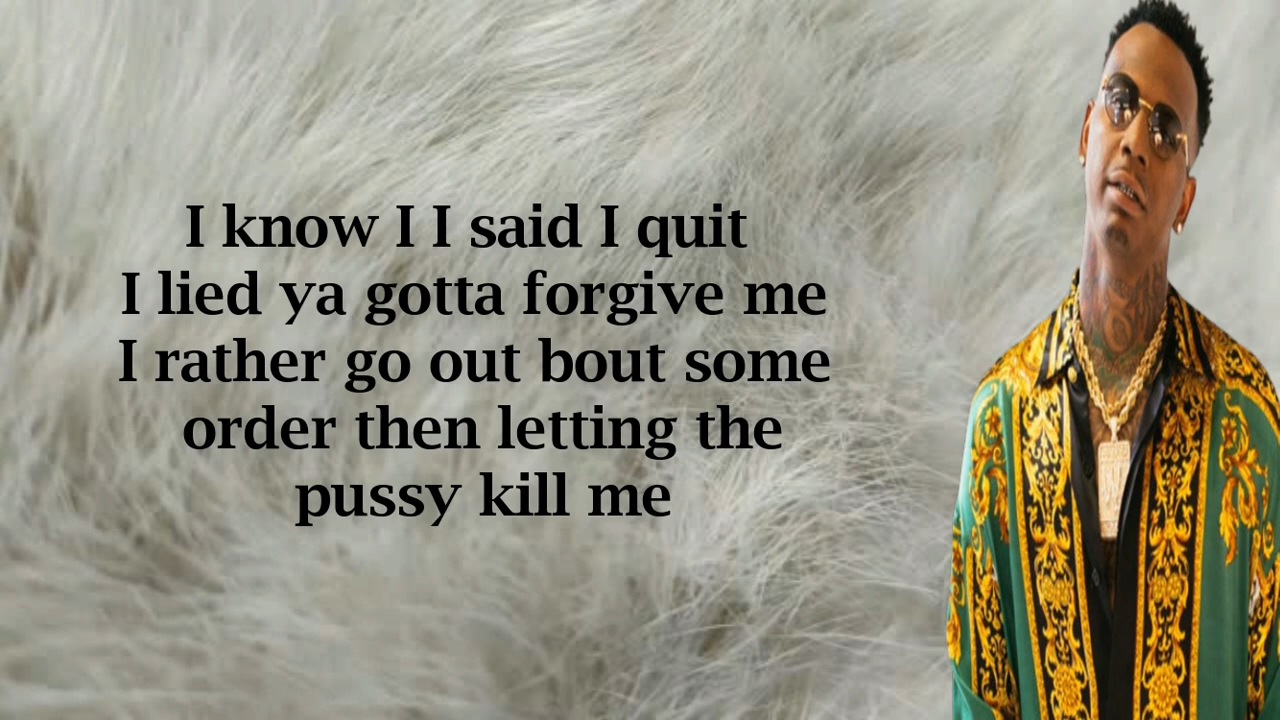 I know I I said I quit
I lied ya gotta forgive me
I rather go out bout some
order then letting the
pussy kill me